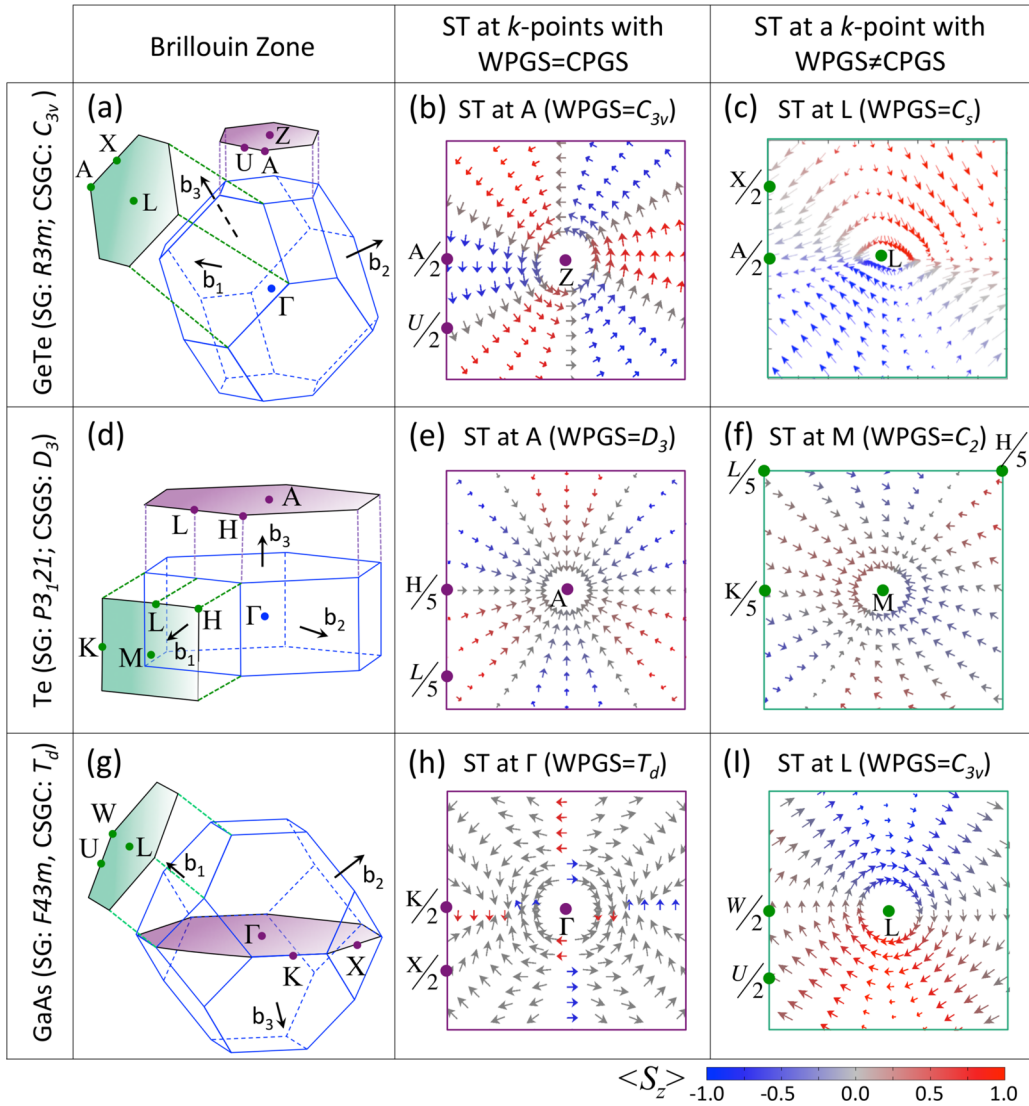 Brillouin Zone
ST at k-points with
WPGS=CPGS
ST at a k-point with
WPGS≠CPGS
GeTe (SG: R3m; CSGC: C3v)
(a)
A
X
L
Z
U
A
b3
b1
b2
Γ
(b) ST at A (WPGS=C3v)
A/2
U/2
Z
(c) ST at L (WPGS=Cs)
X/2
A/2
L
Te (SG: P3121; CSGS: D3)
(d)
A
L
H
b3
L
H
Γ
b2
K
M
b1
(e) ST at A (WPGS=D3)
H/5
L/5
A
(f) ST at M (WPGS=C2)
L/5
H/5
K/5
M
GaAs (SG: F43m, CSGC: Td)
(g)
W
U
L
b1
b2
Γ
K
X
b3
(h) ST at Γ (WPGS=Td)
K/2
X/2
Γ
(l) ST at L (WPGS=C3v)
W/2
U/2
L
<Sz>
-1.0 -0.5 0.0 0.5 1.0